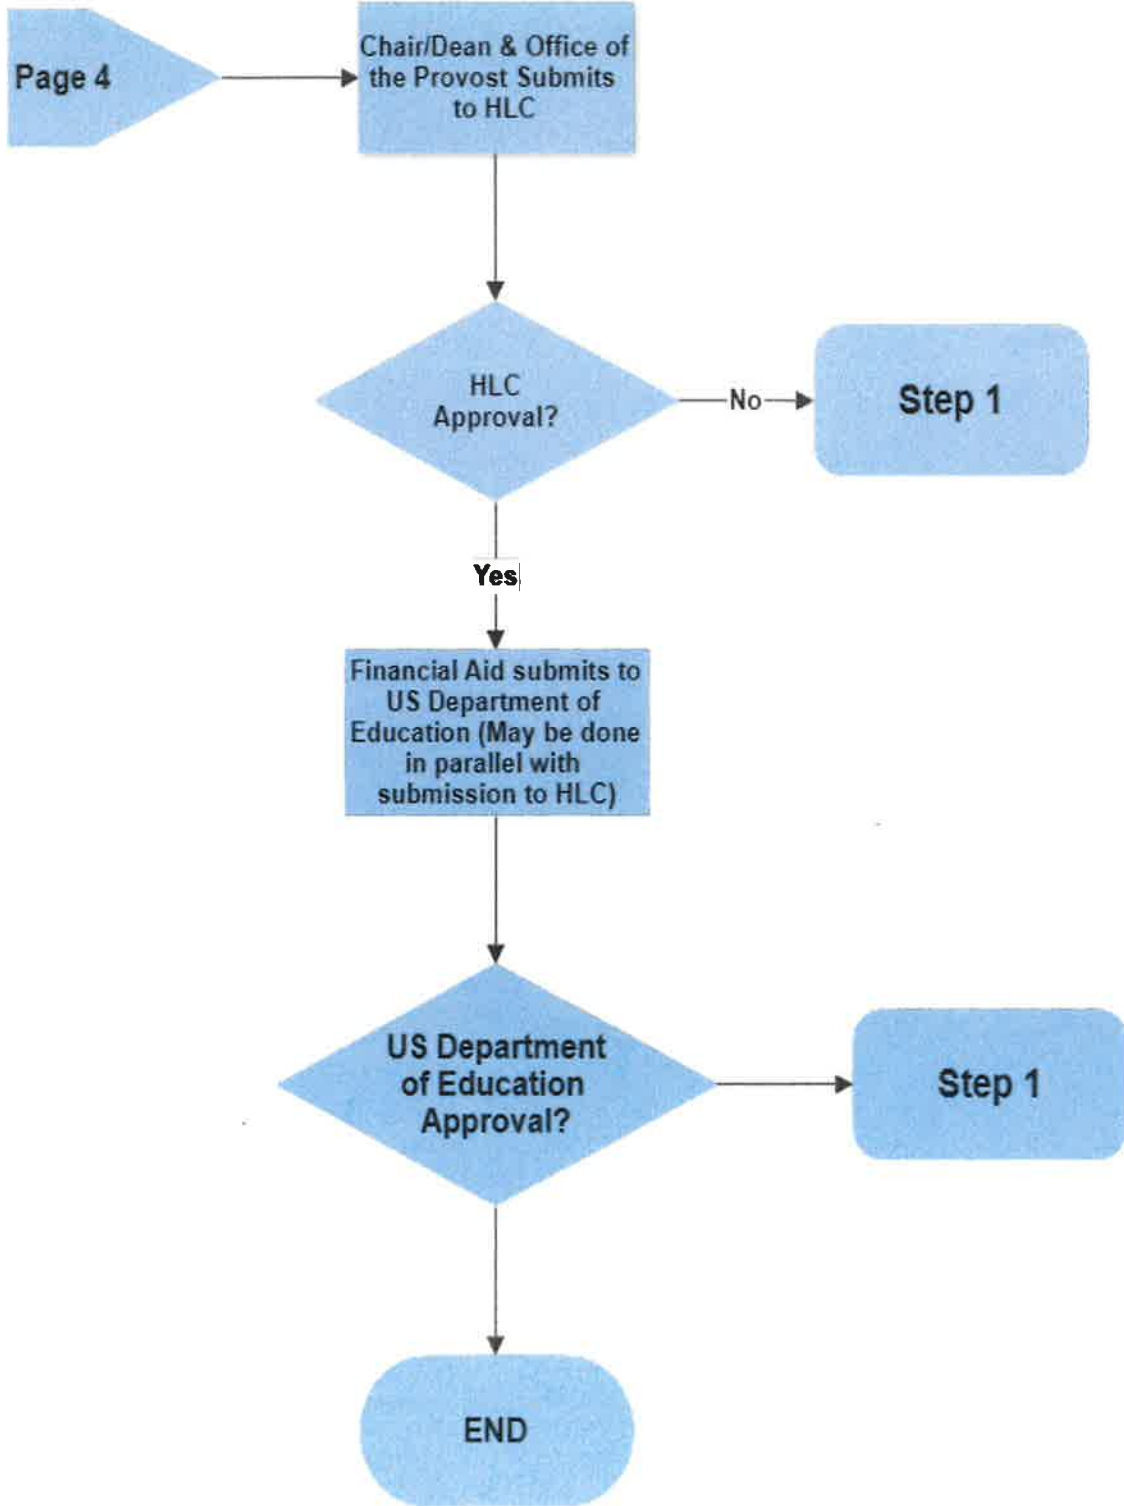 Page 4
Chair/Dean & Office of
the Provost Submits
to HLC
HLC
Approval?
No
Step 1
Yes
Financial Aid submits to
US Department of
Education (May be done
in parallel with
submission to HLC)
US Department
of Education
Approval?
Step 1
END